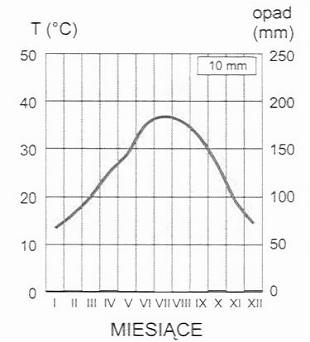 T (°C)
opad
(mm)
10 mm
50 250
40 200
30 150
20 100
10 50
0 0
I II III IV V VI VII VIII IX X XI XII
MIESIĄCE